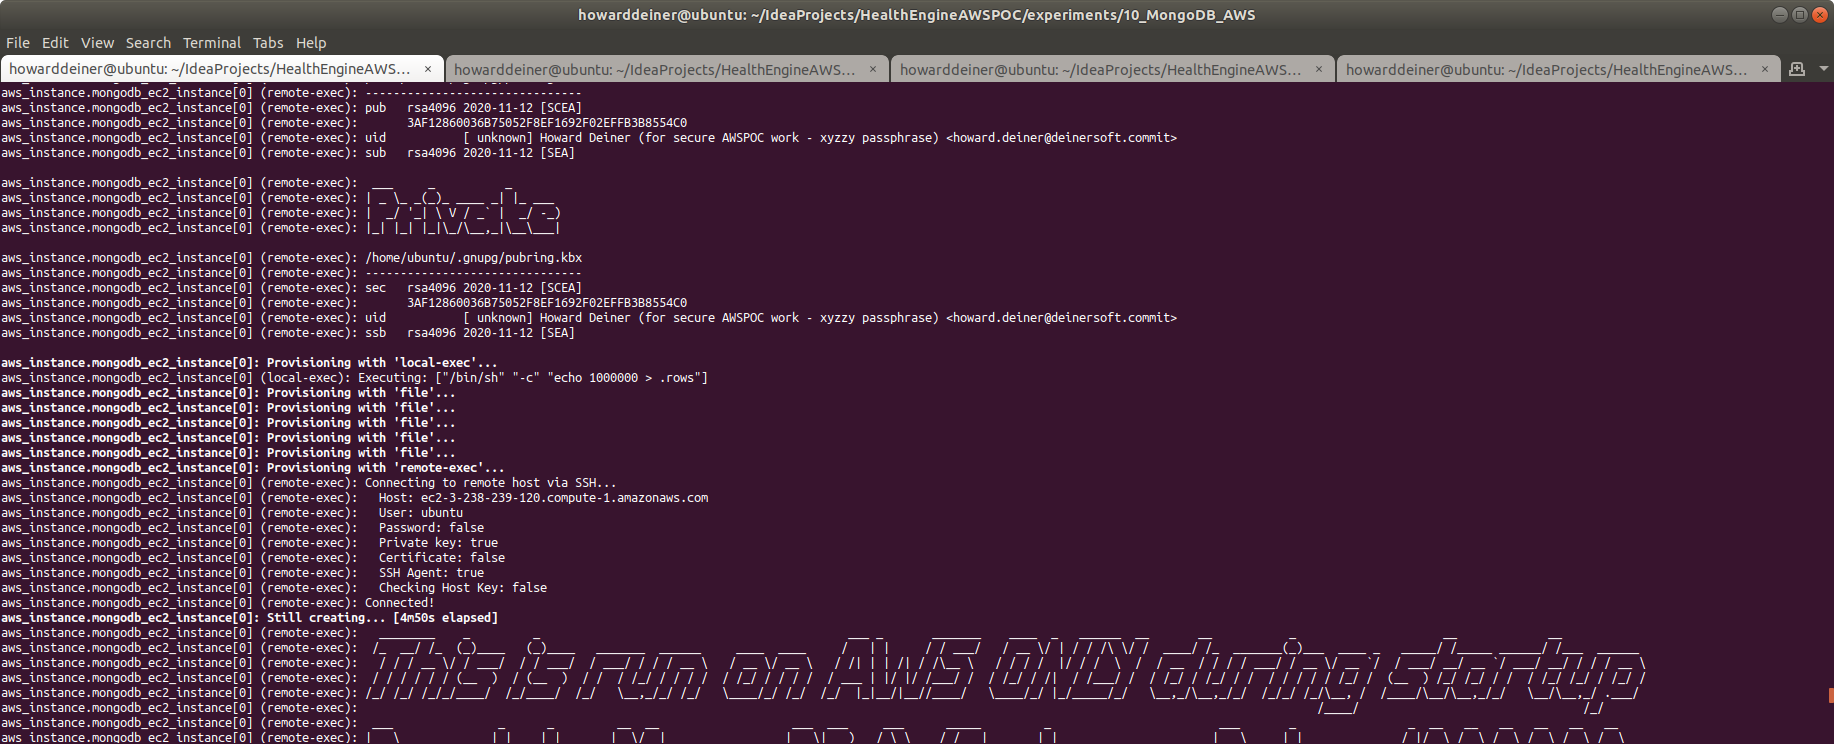 howarddeiner@ubuntu: ~/IdeaProjects/HealthEngineAWSPOC/experiments/10_MongoDB_AWS
File Edit View Search Terminal Tabs Help
howarddeiner@ubuntu: ~/IdeaProjects/HealthEngineAWS... × howarddeiner@ubuntu: ~/IdeaProjects/HealthEngineAWS... × howarddeiner@ubuntu: ~/IdeaProjects/HealthEngineAWS... × howarddeiner@ubuntu: ~/IdeaProjects/HealthEngineAWS... ×
aws_instance.mongodb_ec2_instance[0] (remote-exec): -------------------------------
aws_instance.mongodb_ec2_instance[0] (remote-exec): pub   rsa4096 2020-11-12 [SCEA]
aws_instance.mongodb_ec2_instance[0] (remote-exec):       3AF12860036B75052F8EF1692F02EFFB3B8554C0
aws_instance.mongodb_ec2_instance[0] (remote-exec): uid           [ unknown] Howard Deiner (for secure AWSPOC work - xyzzy passphrase) <howard.deiner@deinersoft.commit>
aws_instance.mongodb_ec2_instance[0] (remote-exec): sub   rsa4096 2020-11-12 [SEA]
aws_instance.mongodb_ec2_instance[0] (remote-exec):
aws_instance.mongodb_ec2_instance[0] (remote-exec):
aws_instance.mongodb_ec2_instance[0] (remote-exec): Private
aws_instance.mongodb_ec2_instance[0] (remote-exec):
aws_instance.mongodb_ec2_instance[0] (remote-exec): /home/ubuntu/.gnupg/pubring.kbx
aws_instance.mongodb_ec2_instance[0] (remote-exec): -------------------------------
aws_instance.mongodb_ec2_instance[0] (remote-exec): sec   rsa4096 2020-11-12 [SCEA]
aws_instance.mongodb_ec2_instance[0] (remote-exec):       3AF12860036B75052F8EF1692F02EFFB3B8554C0
aws_instance.mongodb_ec2_instance[0] (remote-exec): uid           [ unknown] Howard Deiner (for secure AWSPOC work - xyzzy passphrase) <howard.deiner@deinersoft.commit>
aws_instance.mongodb_ec2_instance[0] (remote-exec): ssb   rsa4096 2020-11-12 [SEA]
aws_instance.mongodb_ec2_instance[0]: Provisioning with 'local-exec'...
aws_instance.mongodb_ec2_instance[0] (local-exec): Executing: ["/bin/sh" "-c" "echo 1000000 > .rows"]
aws_instance.mongodb_ec2_instance[0]: Provisioning with 'file'...
aws_instance.mongodb_ec2_instance[0]: Provisioning with 'file'...
aws_instance.mongodb_ec2_instance[0]: Provisioning with 'file'...
aws_instance.mongodb_ec2_instance[0]: Provisioning with 'file'...
aws_instance.mongodb_ec2_instance[0]: Provisioning with 'file'...
aws_instance.mongodb_ec2_instance[0]: Provisioning with 'remote-exec'...
aws_instance.mongodb_ec2_instance[0] (remote-exec): Connecting to remote host via SSH...
aws_instance.mongodb_ec2_instance[0] (remote-exec):   Host: ec2-3-238-239-120.compute-1.amazonaws.com
aws_instance.mongodb_ec2_instance[0] (remote-exec):   User: ubuntu
aws_instance.mongodb_ec2_instance[0] (remote-exec):   Password: false
aws_instance.mongodb_ec2_instance[0] (remote-exec):   Private key: true
aws_instance.mongodb_ec2_instance[0] (remote-exec):   Certificate: false
aws_instance.mongodb_ec2_instance[0] (remote-exec):   SSH Agent: true
aws_instance.mongodb_ec2_instance[0] (remote-exec):   Checking Host Key: false
aws_instance.mongodb_ec2_instance[0] (remote-exec): Connected!
aws_instance.mongodb_ec2_instance[0]: Still creating... [4m50s elapsed]
aws_instance.mongodb_ec2_instance[0] (remote-exec):
aws_instance.mongodb_ec2_instance[0] (remote-exec):
aws_instance.mongodb_ec2_instance[0] (remote-exec): This is run on AWS ONLY during startup
aws_instance.mongodb_ec2_instance[0] (remote-exec):
aws_instance.mongodb_ec2_instance[0] (remote-exec):
aws_instance.mongodb_ec2_instance[0] (remote-exec):
aws_instance.mongodb_ec2_instance[0] (remote-exec):
aws_instance.mongodb_ec2_instance[0] (remote-exec):